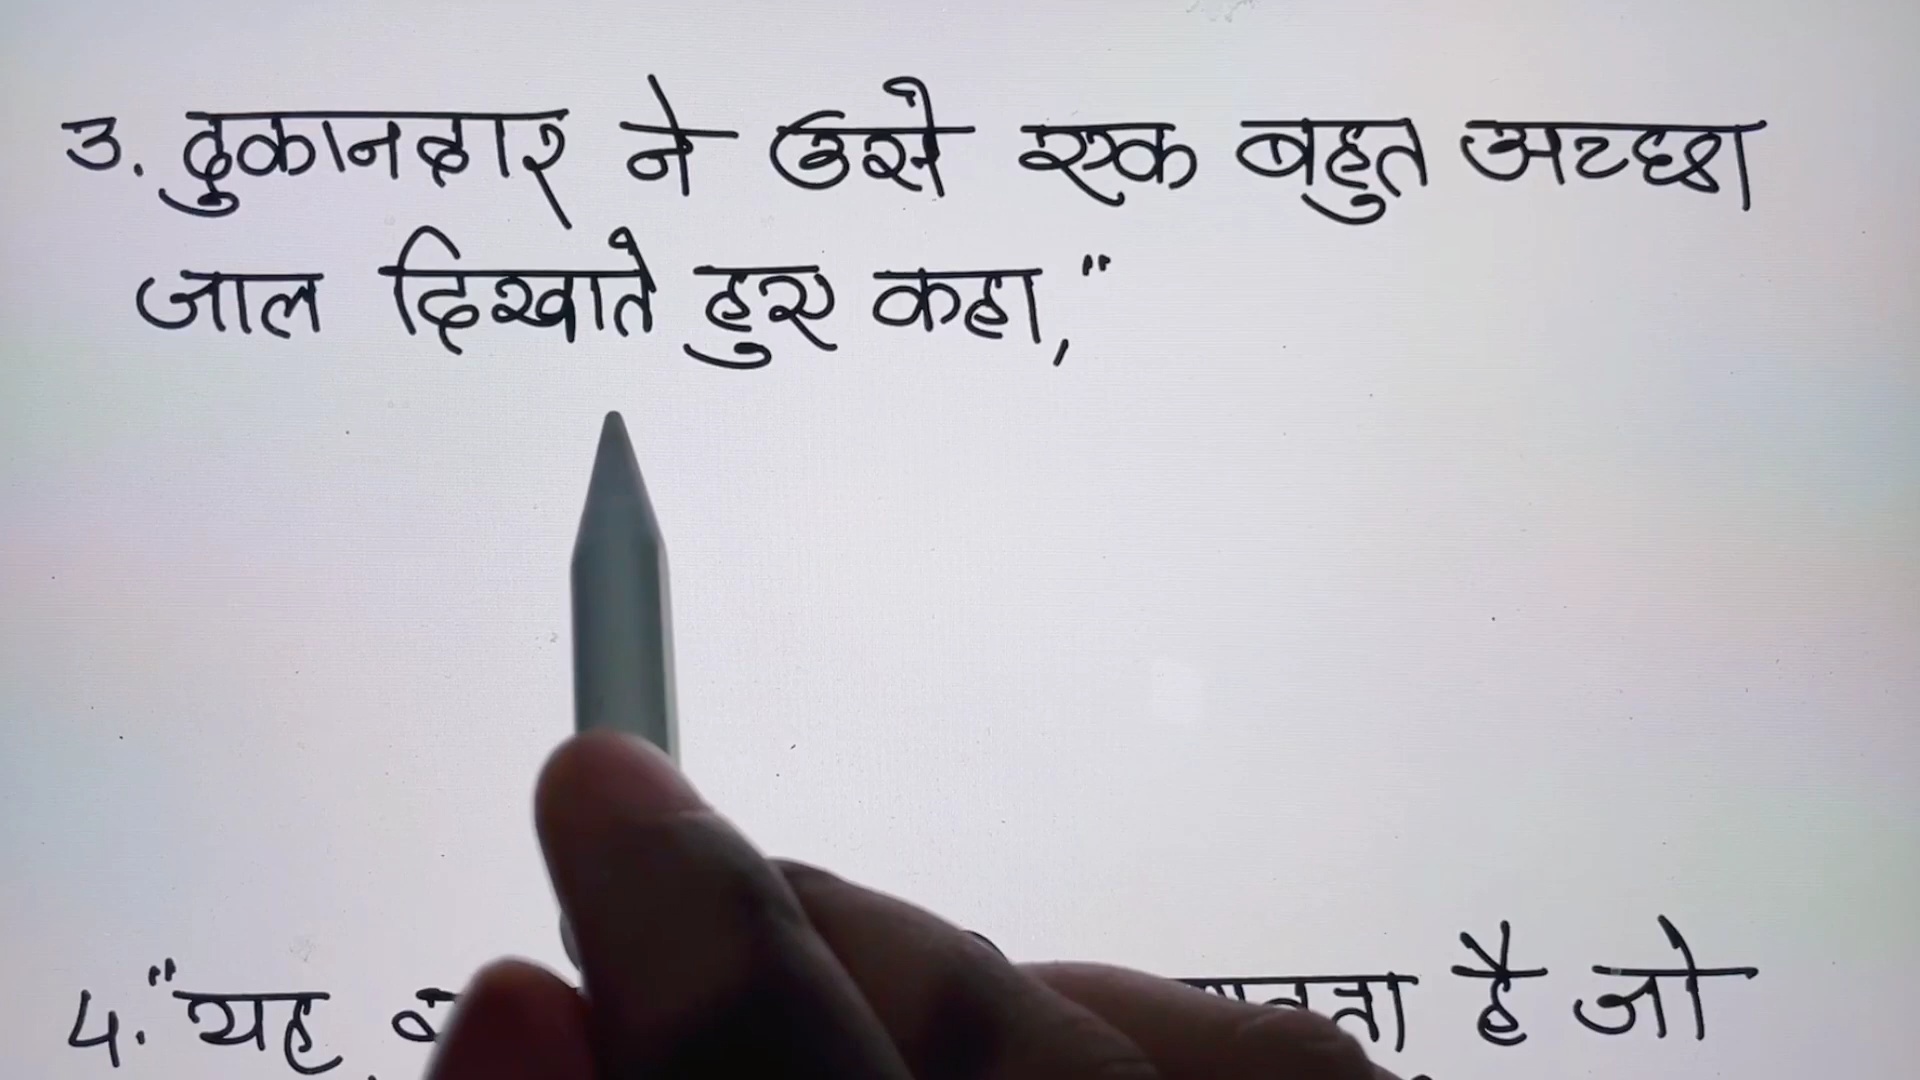 3. दुकानदार ने उसे एक बहुत अच्छा
जाल दिखाते हुए कहा,"
4. "यह है जो